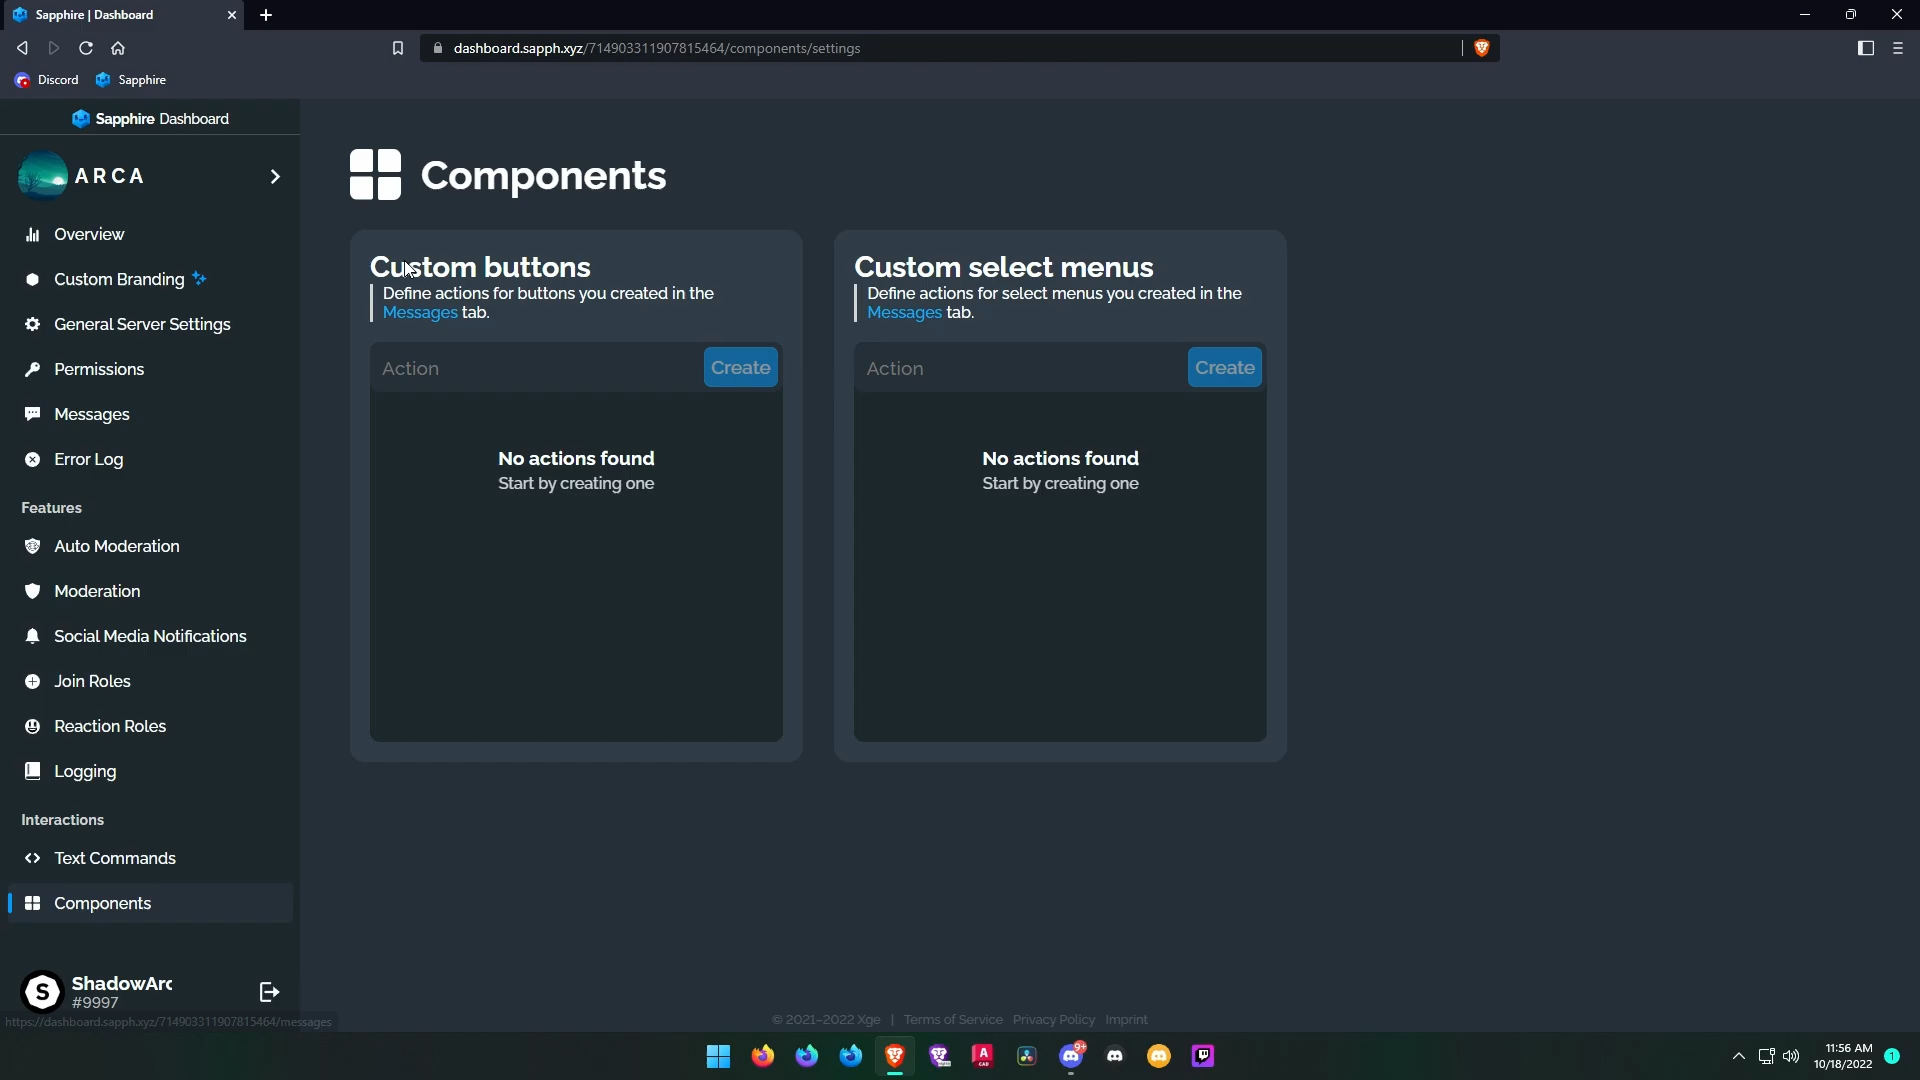 Sapphire | Dashboard
dashboard.sapph.xyz/714903311907815464/components/settings
Discord
Sapphire
Sapphire Dashboard
ARCA
Overview
Custom Branding
General Server Settings
Permissions
Messages
Error Log
Features
Auto Moderation
Moderation
Social Media Notifications
Join Roles
Reaction Roles
Logging
Interactions
Text Commands
Components
S
ShadowArc
#9997
https://dashboard.sapph.xyz/714903311907815464/messages
Components
Custom buttons
Define actions for buttons you created in the
Messages tab.
Action
Create
No actions found
Start by creating one
Custom select menus
Define actions for select menus you created in the
Messages tab.
Action
Create
No actions found
Start by creating one
© 2021-2022 Xge | Terms of Service Privacy Policy Imprint
A
CAD
9+
11:56 AM
10/18/2022
1